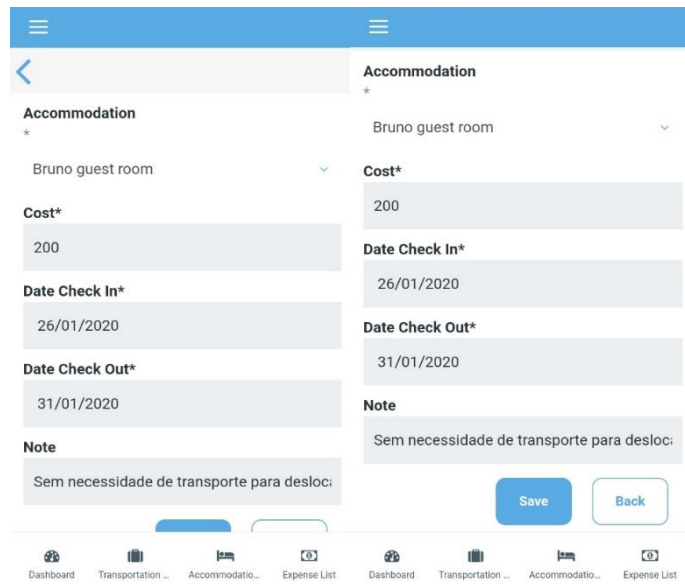 Accommodation
*
Bruno guest room
Cost*
200
Date Check In*
26/01/2020
Date Check Out*
31/01/2020
Note
Sem necessidade de transporte para desloc
Dashboard
Transportation ...
Accommodatio...
Expense List
Accommodation
*
Bruno guest room
Cost*
200
Date Check In*
26/01/2020
Date Check Out*
31/01/2020
Note
Sem necessidade de transporte para desloc
Save
Back
Dashboard
Transportation ...
Accommodatio...
Expense List